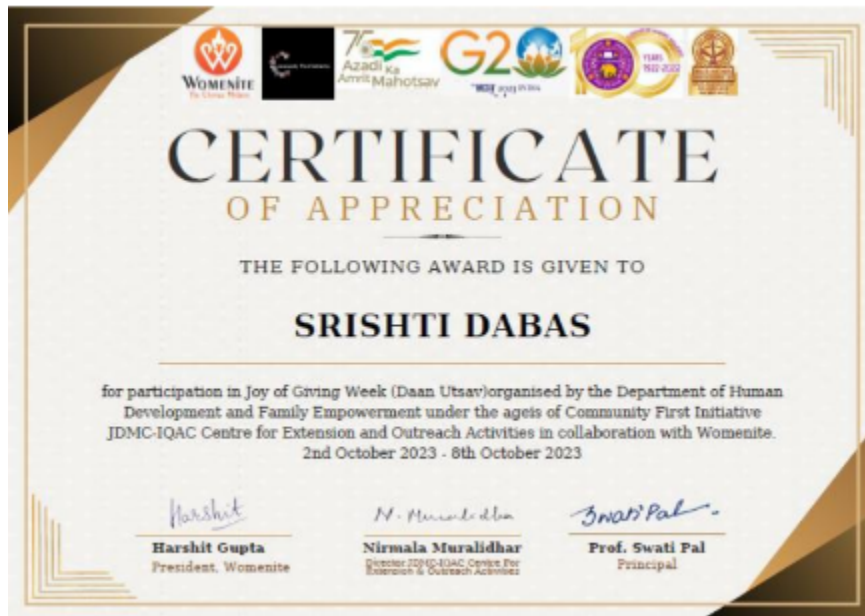 WOMENITE
75
Azadi Ka
Amrit Mahotsav
G20
YEARS
1922-2022
CERTIFICATE
OF APPRECIATION
THE FOLLOWING AWARD IS GIVEN TO
SRISHTI DABAS
for participation in Joy of Giving Week (Daan Utsav)organised by the Department of Human
Development and Family Empowerment under the ageis of Community First Initiative
JDMC-IQAC Centre for Extension and Outreach Activities in collaboration with Womenite.
2nd October 2023 - 8th October 2023
Harshit
N. Muralidhar
Swati Pal
Harshit Gupta
Nirmala Muralidhar
Prof. Swati Pal
President, Womenite
Director JDMC-IQAC Centre For
Principal
Extension & Outreach Activities